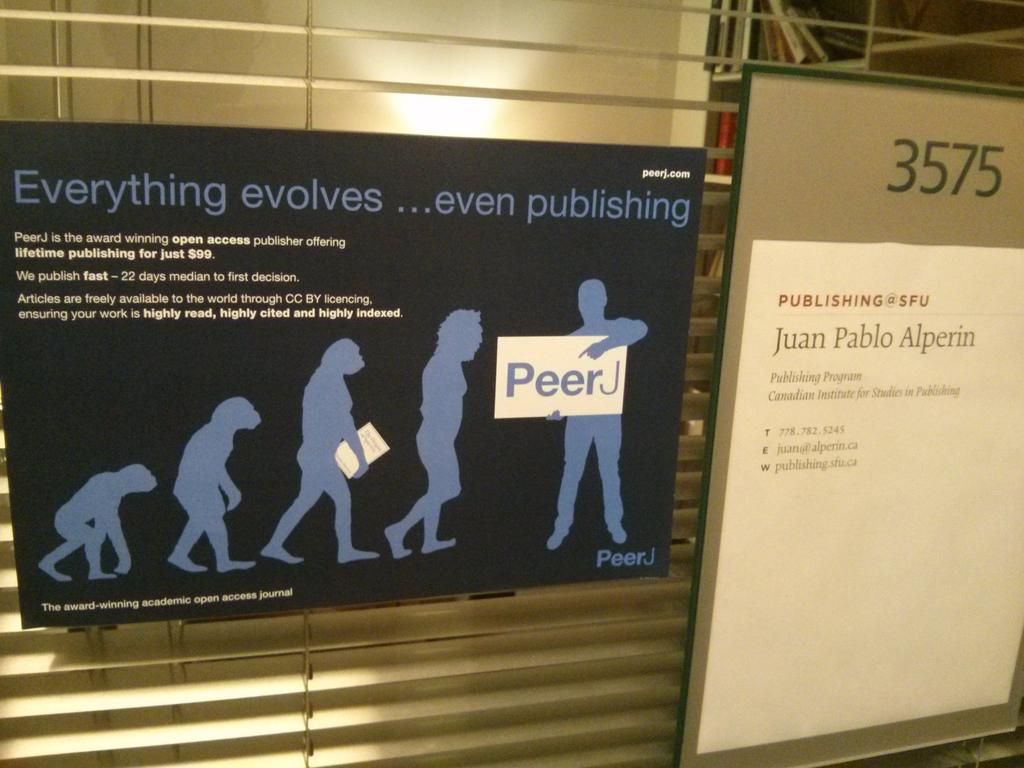 peerj.com
Everything evolves ...even publishing
PeerJ is the award winning open access publisher offering
lifetime publishing for just $99.
We publish fast – 22 days median to first decision.
Articles are freely available to the world through CC BY licencing,
ensuring your work is highly read, highly cited and highly indexed.
PeerJ
PeerJ
The award-winning academic open access journal
3575
PUBLISHING@SFU
Juan Pablo Alperin
Publishing Program
Canadian Institute for Studies in Publishing
T 778.782.5245
E juan@alperin.ca
W publishing.sfu.ca